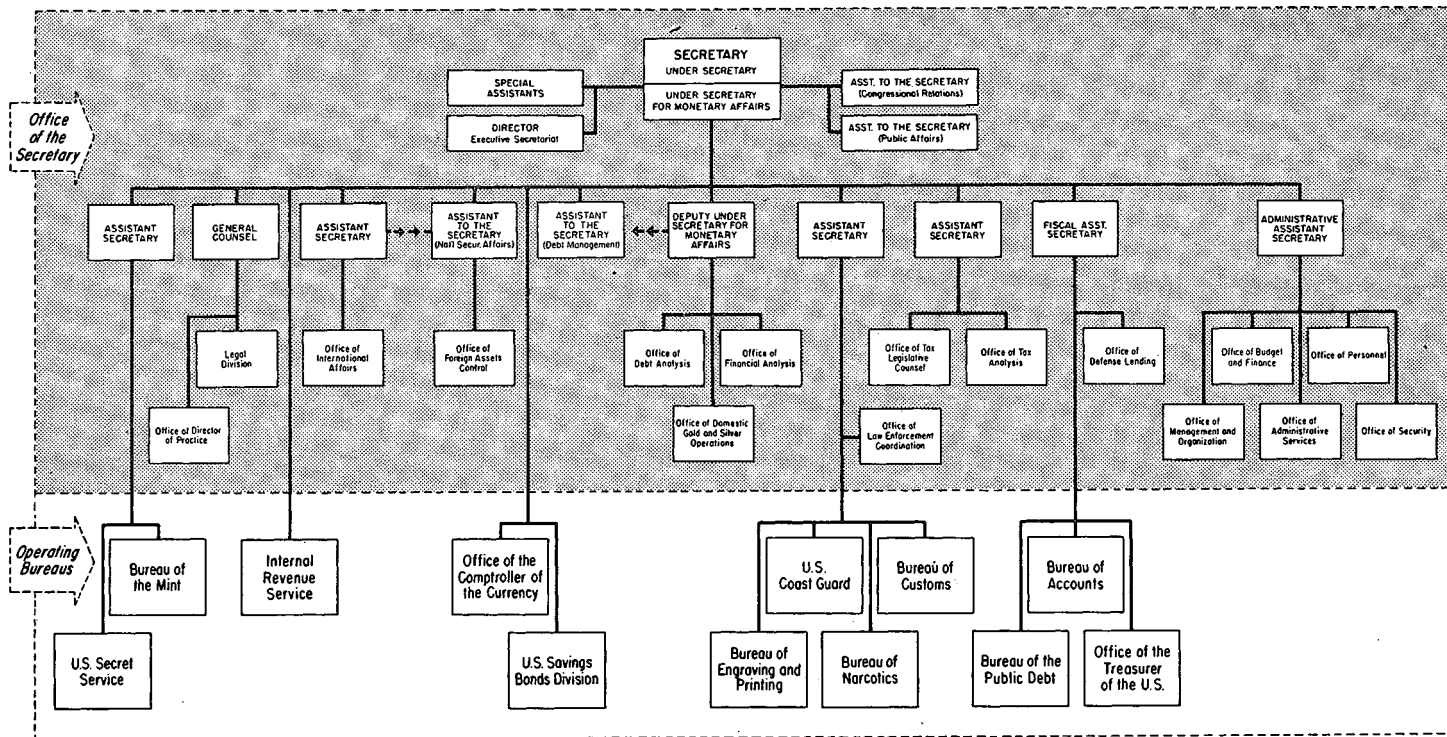 SECRETARY
UNDER SECRETARY
UNDER SECRETARY
FOR MONETARY AFFAIRS
SPECIAL
ASSISTANTS
DIRECTOR
Executive Secretariat
ASST. TO THE SECRETARY
(Congressional Relations)
ASST. TO THE SECRETARY
(Public Affairs)
Office
of the
Secretary
ASSISTANT
SECRETARY
GENERAL
COUNSEL
ASSISTANT
SECRETARY
ASSISTANT
TO THE
SECRETARY
(Nat'l Secur. Affairs)
ASSISTANT
TO THE
SECRETARY
(Debt Management)
DEPUTY UNDER
SECRETARY FOR
MONETARY
AFFAIRS
ASSISTANT
SECRETARY
ASSISTANT
SECRETARY
FISCAL ASST.
SECRETARY
ADMINISTRATIVE
ASSISTANT
SECRETARY
Legal
Division
Office of Director
of Practice
Office of
International
Affairs
Office of
Foreign Assets
Control
Office of
Debt Analysis
Office of
Financial Analysis
Office of Domestic
Gold and Silver
Operations
Office of
Law Enforcement
Coordination
Office of Tax
Legislative
Counsel
Office of Tax
Analysis
Office of
Defense Lending
Office of Budget
and Finance
Office of Personnel
Office of
Management and
Organization
Office of
Administrative
Services
Office of Security
Operating
Bureaus
Bureau of
the Mint
U.S. Secret
Service
Internal
Revenue
Service
Office of the
Comptroller of
the Currency
U.S. Savings
Bonds Division
U.S.
Coast Guard
Bureau of
Customs
Bureau of
Engraving and
Printing
Bureau of
Narcotics
Bureau of
Accounts
Bureau of the
Public Debt
Office of the
Treasurer
of the U.S.